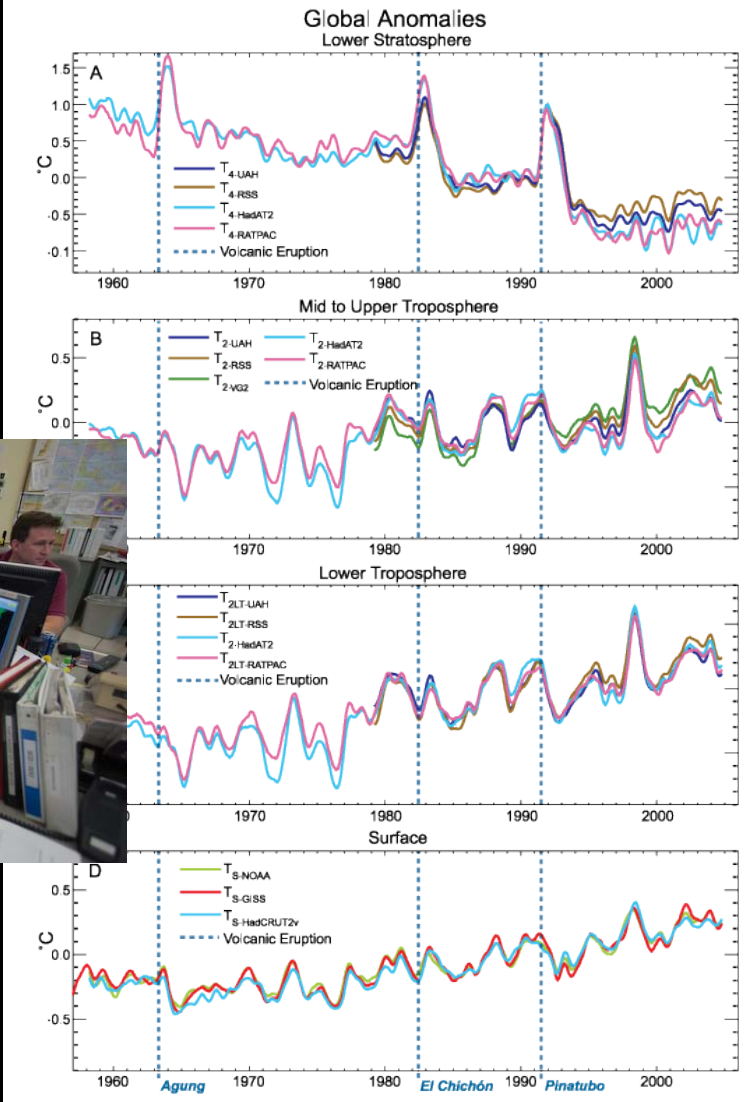 Global Anomalies
Lower Stratosphere
A
1.5
1.0
0.5
0.0
-0.5
-0.1
°C
T4-UAH
T4-RSS
T4-HadAT2
T4-RATPAC
Volcanic Eruption
1960 1970 1980 1990 2000
Mid to Upper Troposphere
B
0.5
0.0
°C
T2-UAH T2-HadAT2
T2-RSS T2-RATPAC
T2-VG2 Volcanic Eruption
1970 1980 1990 2000
Lower Troposphere
T2LT-UAH
T2LT-RSS
T2-HadAT2
T2LT-RATPAC
Volcanic Eruption
1970 1980 1990 2000
Surface
D
0.5
0.0
-0.5
°C
TS-NOAA
TS-GISS
TS-HadCRUT2v
Volcanic Eruption
1960 1970 1980 1990 2000
Agung El Chichón Pinatubo